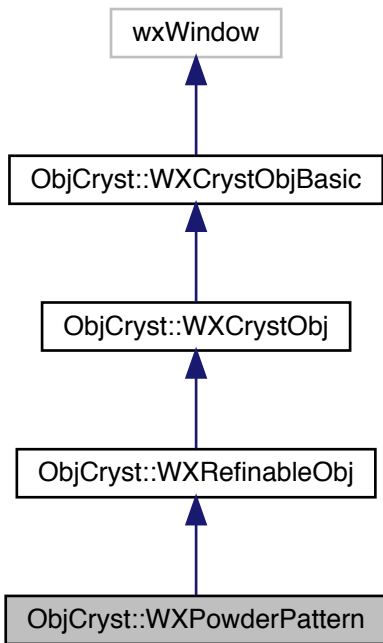 wxWindow
ObjCryst::WXCrystObjBasic
ObjCryst::WXCrystObj
ObjCryst::WXRefinableObj
ObjCryst::WXPowderPattern